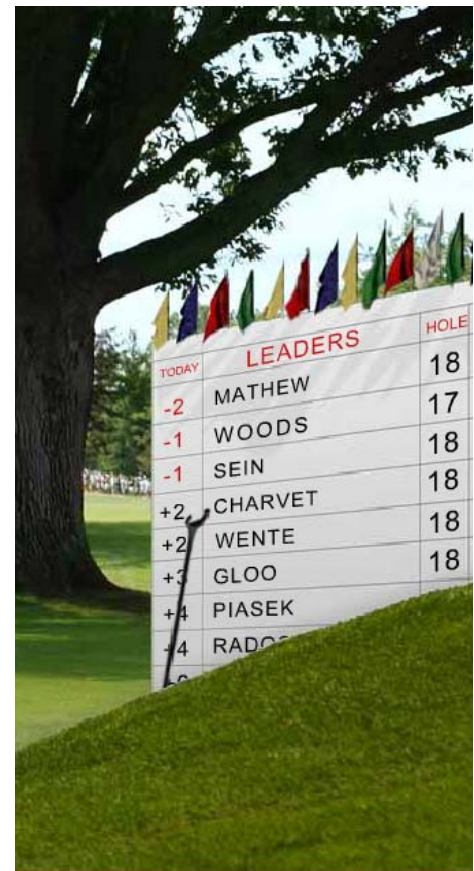 TODAY LEADERS HOLE
-2 MATHEW 18
-1 WOODS 17
-1 SEIN 18
+2 CHARVET 18
+2 WENTE 18
+3 GLOO 18
+4 PIASEK